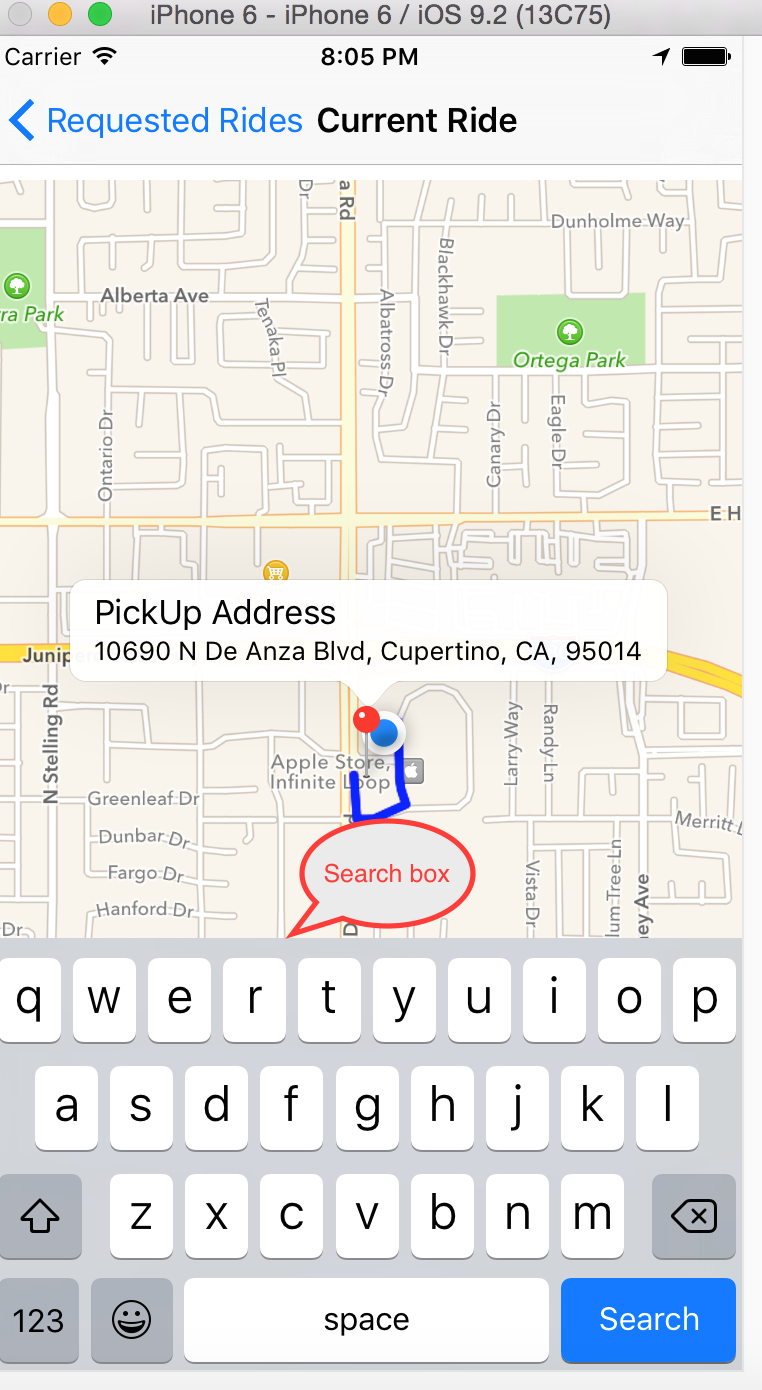 iPhone 6 - iPhone 6 / iOS 9.2 (13C75)
Carrier 8:05 PM
Requested Rides Current Ride
Dr
a Rd
Dunholme Way
Blackhawk Dr
Alberta Ave
Albatross Dr
Tenaka Pl
ra Park
Ortega Park
Ontario Dr
Canary Dr
Eagle Dr
E H
PickUp Address
10690 N De Anza Blvd, Cupertino, CA, 95014
Junip
Dr
N Stelling Rd
Larry Way
Randy Ln
Apple Store,
Infinite Loop
Greenleaf Dr
Merritt
Dunbar Dr
Search box
Fargo Dr
Vista Dr
lum Tree Ln
ney Ave
Hanford Dr
Dr
D
q w e r t y u i o p
a s d f g h j k l
z x c v b n m
123 space Search